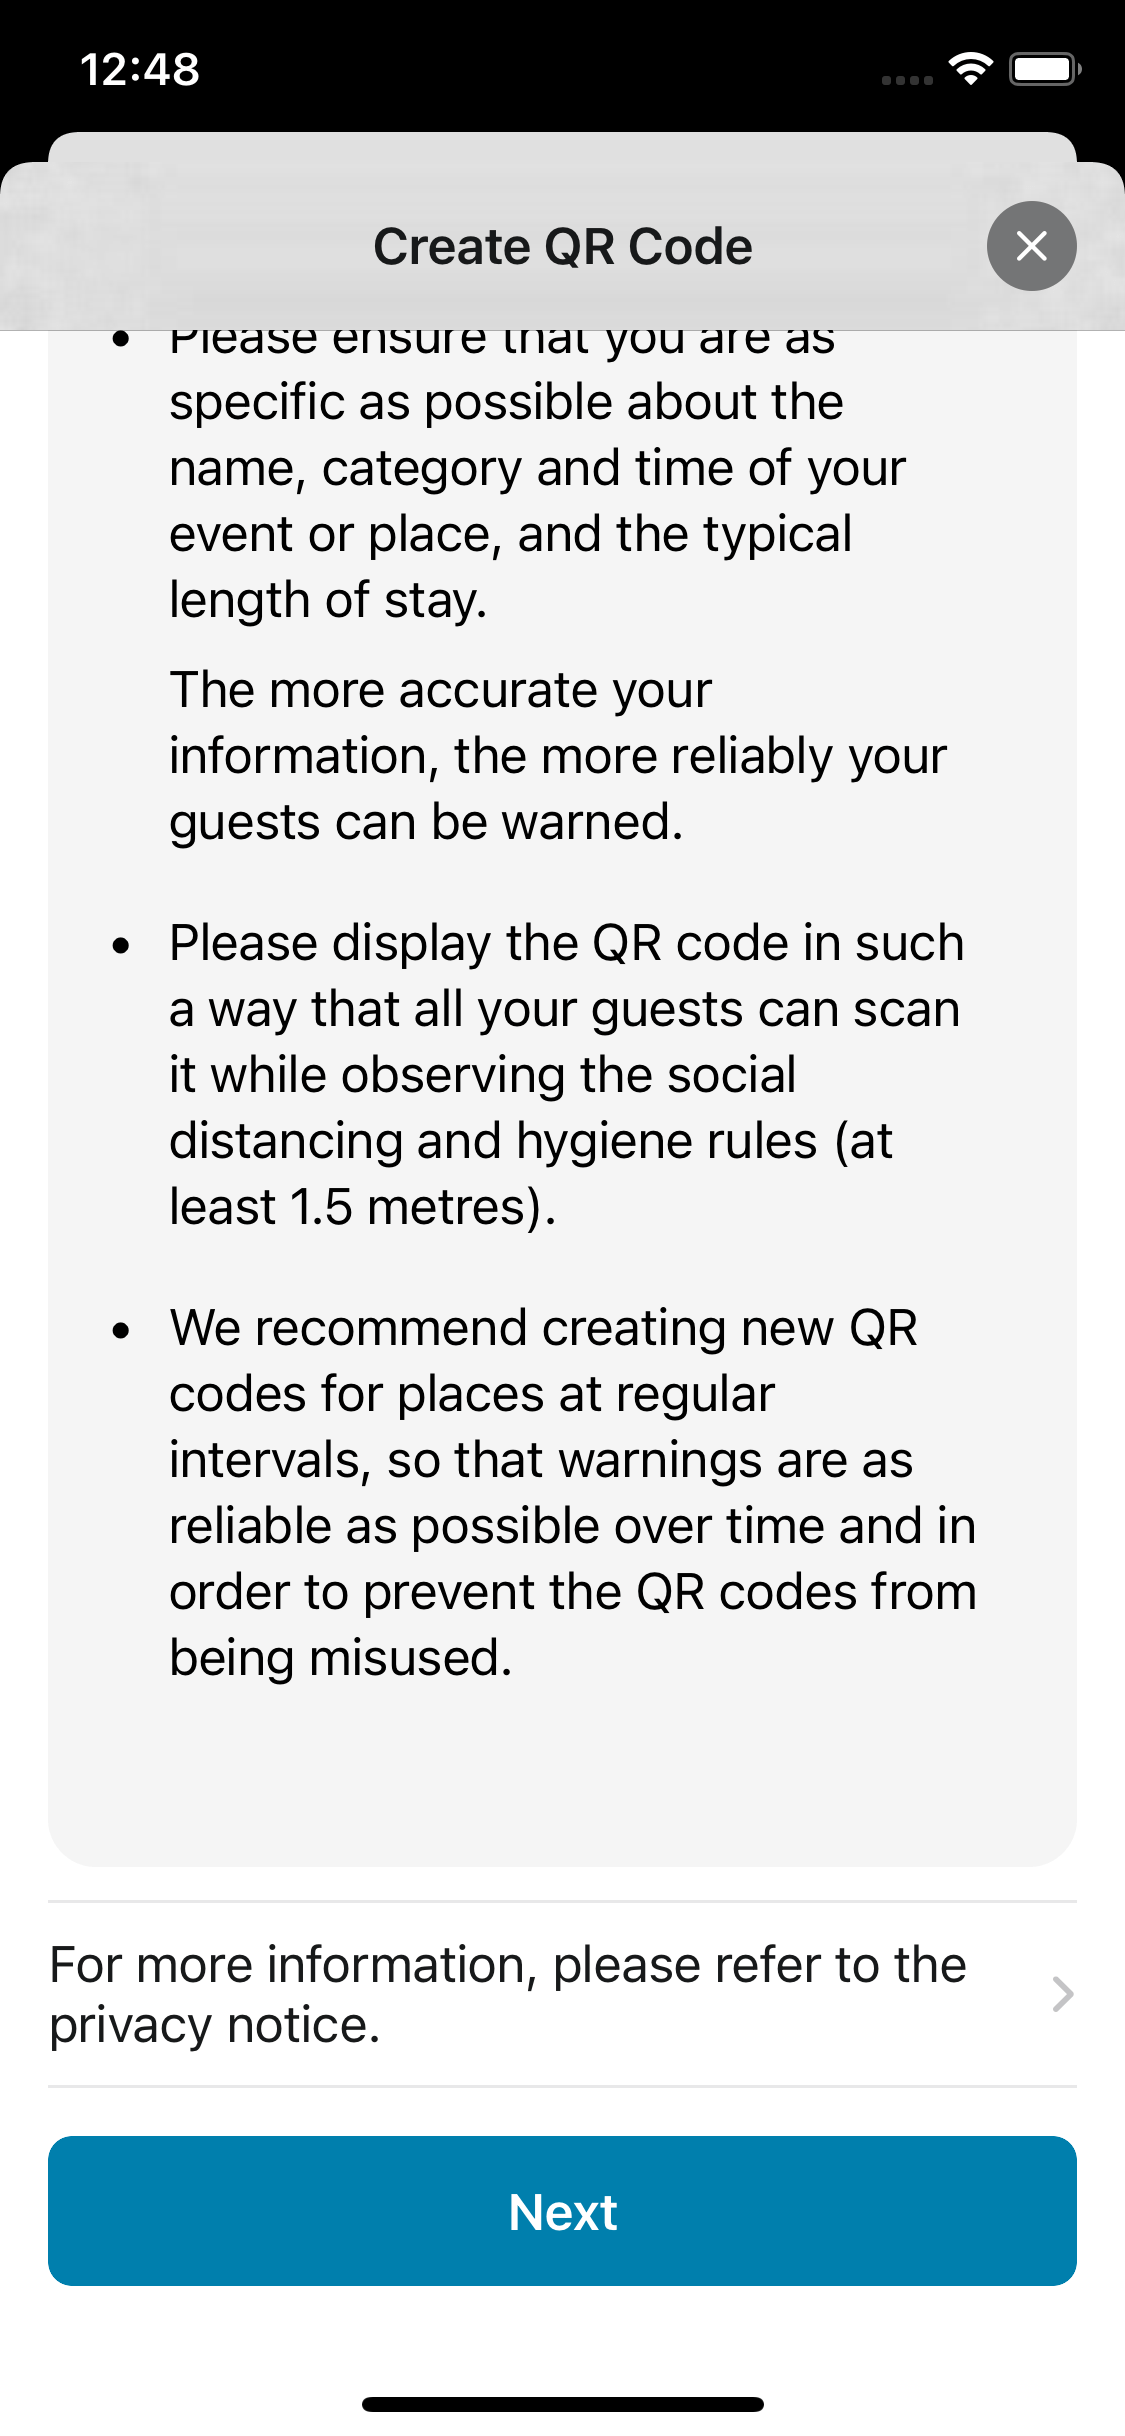 12:48
Create QR Code
• Please ensure that you are as
specific as possible about the
name, category and time of your
event or place, and the typical
length of stay.
The more accurate your
information, the more reliably your
guests can be warned.
• Please display the QR code in such
a way that all your guests can scan
it while observing the social
distancing and hygiene rules (at
least 1.5 metres).
• We recommend creating new QR
codes for places at regular
intervals, so that warnings are as
reliable as possible over time and in
order to prevent the QR codes from
being misused.
For more information, please refer to the
privacy notice.
Next